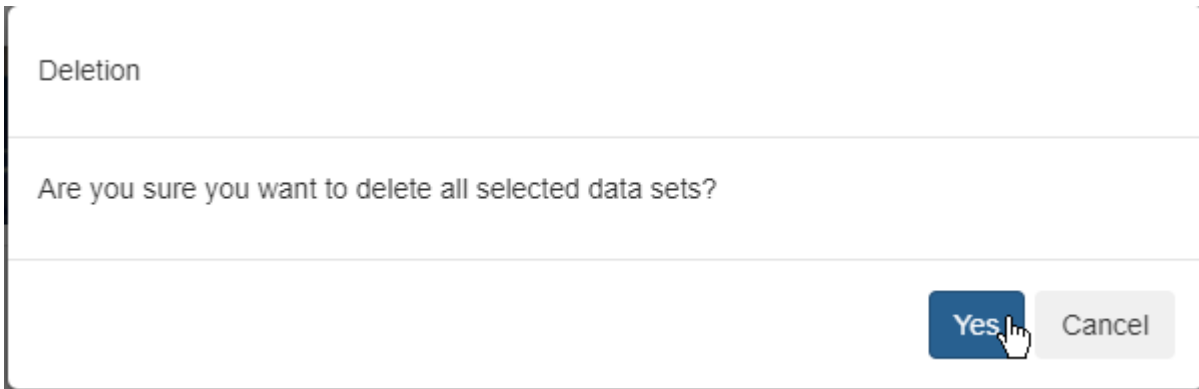 Deletion
Are you sure you want to delete all selected data sets?
Yes Cancel